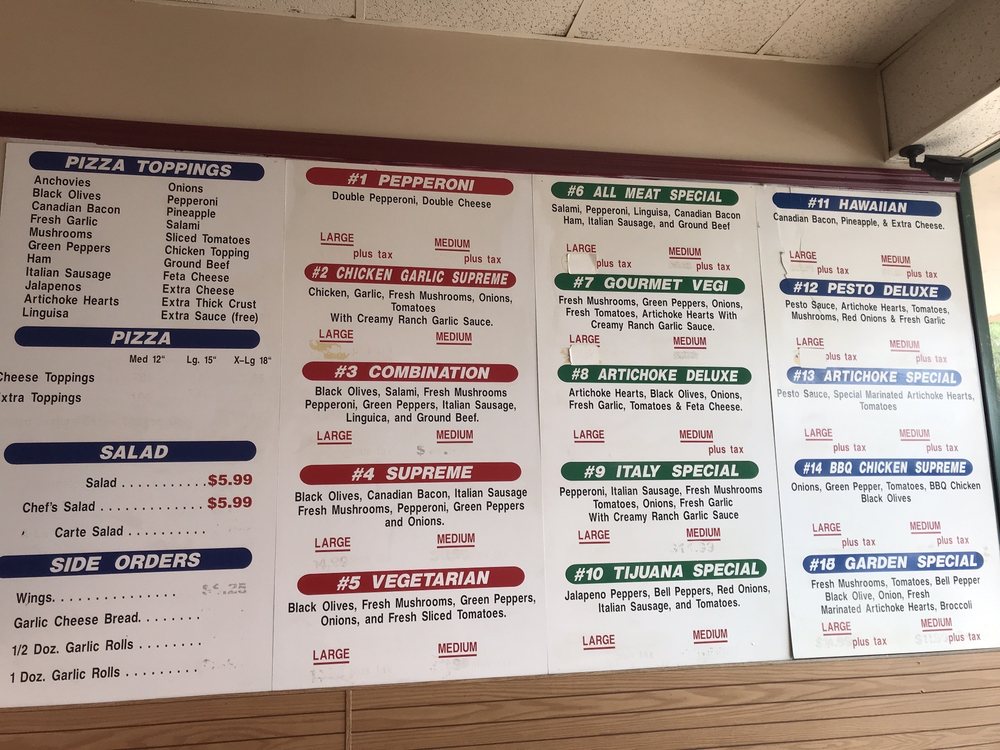 PIZZA TOPPINGS
Anchovies
Black Olives
Canadian Bacon
Fresh Garlic
Mushrooms
Green Peppers
Ham
Italian Sausage
Jalapenos
Artichoke Hearts
Linguisa
Onions
Pepperoni
Pineapple
Salami
Sliced Tomatoes
Chicken Topping
Ground Beef
Feta Cheese
Extra Cheese
Extra Thick Crust
Extra Sauce (free)
PIZZA
Med 12" Lg. 15" X-Lg 18"
Cheese Toppings
xtra Toppings
SALAD
Salad . . . . . . . . . . . $5.99
Chef's Salad . . . . . . . . . . . . . $5.99
Carte Salad . . . . . . . . . .
SIDE ORDERS
Wings. . . . . . . . . . . . . . . .
Garlic Cheese Bread. . . . . . . .
1/2 Doz. Garlic Rolls . . . . . . . .
1 Doz. Garlic Rolls . . . . . . . . . .
#1 PEPPERONI
Double Pepperoni, Double Cheese
LARGE MEDIUM
plus tax plus tax
#2 CHICKEN GARLIC SUPREME
Chicken, Garlic, Fresh Mushrooms, Onions,
Tomatoes
With Creamy Ranch Garlic Sauce.
LARGE MEDIUM
#3 COMBINATION
Black Olives, Salami, Fresh Mushrooms
Pepperoni, Green Peppers, Italian Sausage,
Linguica, and Ground Beef.
LARGE MEDIUM
$
#4 SUPREME
Black Olives, Canadian Bacon, Italian Sausage
Fresh Mushrooms, Pepperoni, Green Peppers
and Onions.
LARGE MEDIUM
#5 VEGETARIAN
Black Olives, Fresh Mushrooms, Green Peppers,
Onions, and Fresh Sliced Tomatoes.
LARGE MEDIUM
#6 ALL MEAT SPECIAL
Salami, Pepperoni, Linguisa, Canadian Bacon
Ham, Italian Sausage, and Ground Beef
LARGE MEDIUM
plus tax plus tax
#7 GOURMET VEGI
Fresh Mushrooms, Green Peppers, Onions,
Fresh Tomatoes, Artichoke Hearts With
Creamy Ranch Garlic Sauce.
LARGE MEDIUM
#8 ARTICHOKE DELUXE
Artichoke Hearts, Black Olives, Onions,
Fresh Garlic, Tomatoes & Feta Cheese.
LARGE MEDIUM
plus tax
#9 ITALY SPECIAL
Pepperoni, Italian Sausage, Fresh Mushrooms
Tomatoes, Onions, Fresh Garlic
With Creamy Ranch Garlic Sauce
LARGE MEDIUM
#10 TIJUANA SPECIAL
Jalapeno Peppers, Bell Peppers, Red Onions,
Italian Sausage, and Tomatoes.
LARGE MEDIUM
#11 HAWAIIAN
Canadian Bacon, Pineapple, & Extra Cheese.
LARGE MEDIUM
plus tax plus tax
#12 PESTO DELUXE
Pesto Sauce, Artichoke Hearts, Tomatoes,
Mushrooms, Red Onions & Fresh Garlic
LARGE MEDIUM
plus tax plus tax
#13 ARTICHOKE SPECIAL
Pesto Sauce, Special Marinated Artichoke Hearts,
Tomatoes
LARGE MEDIUM
plus tax plus tax
#14 BBQ CHICKEN SUPREME
Onions, Green Pepper, Tomatoes, BBQ Chicken
Black Olives
LARGE MEDIUM
plus tax plus tax
#18 GARDEN SPECIAL
Fresh Mushrooms, Tomatoes, Bell Pepper
Black Olive, Onion, Fresh
Marinated Artichoke Hearts, Broccoli
LARGE MEDIUM
plus tax plus tax